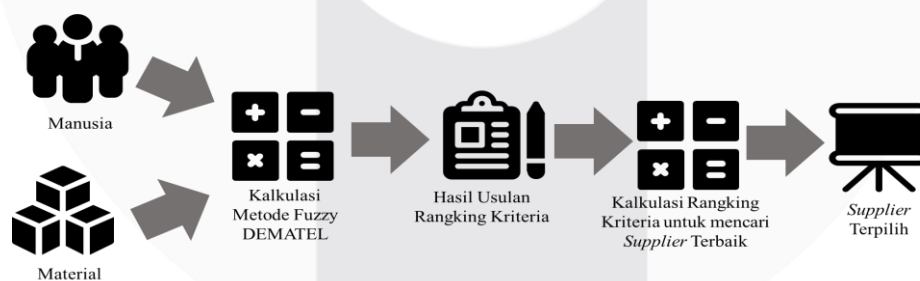 Manusia
Material
Kalkulasi
Metode Fuzzy
DEMATEL
Hasil Usulan
Rangking Kriteria
Kalkulasi Rangking
Kriteria untuk mencari
Supplier Terbaik
Supplier
Terpilih